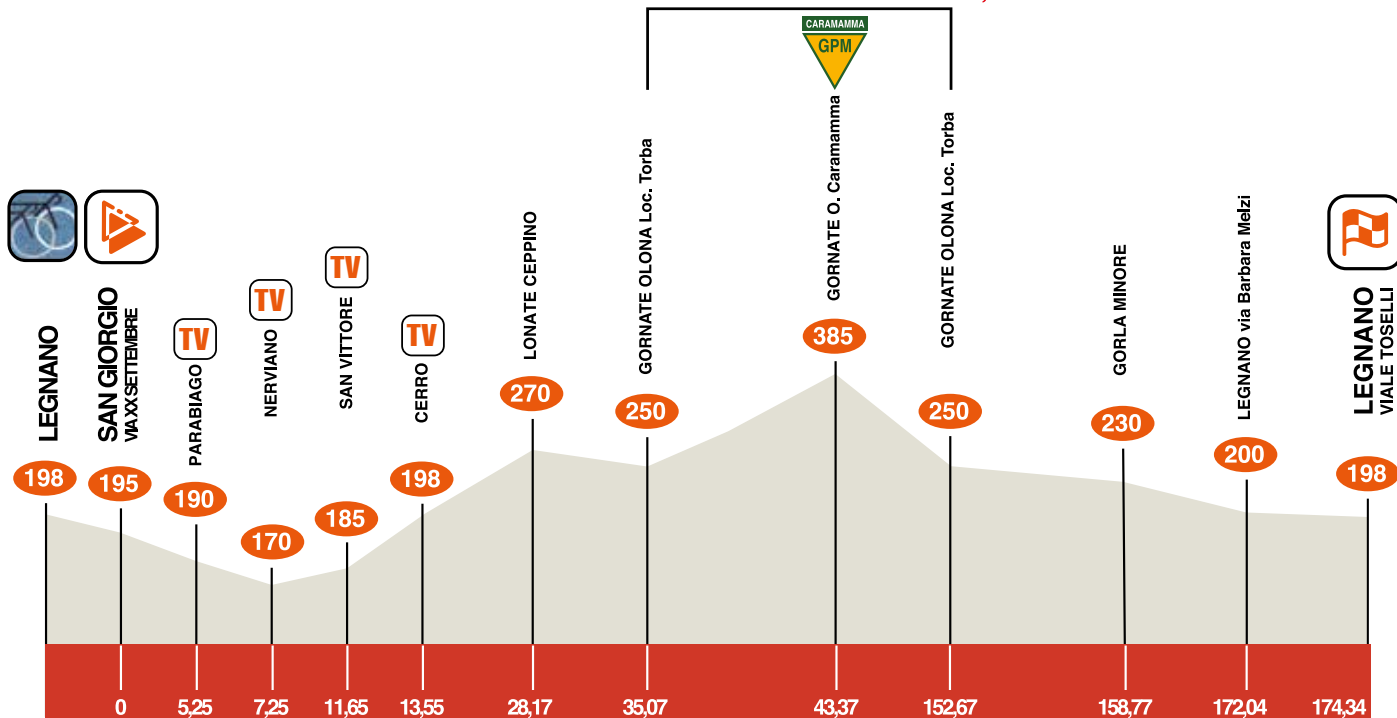 CARAMAMMA
GPM
LEGNANO
SAN GIORGIO
VIA XX SETTEMBRE
TV
PARABIAGO
TV
NERVIANO
TV
SAN VITTORE
TV
CERRO
LONATE CEPPINO
GORNATE OLONA Loc. Torba
GORNATE O. Caramamma
GORNATE OLONA Loc. Torba
GORLA MINORE
LEGNANO via Barbara Melzi
LEGNANO
VIALE TOSELLI
198
195
190
170
185
198
270
250
385
250
230
200
198
0
5,25
7,25
11,65
13,55
28,17
35,07
43,37
152,67
158,77
172,04
174,34